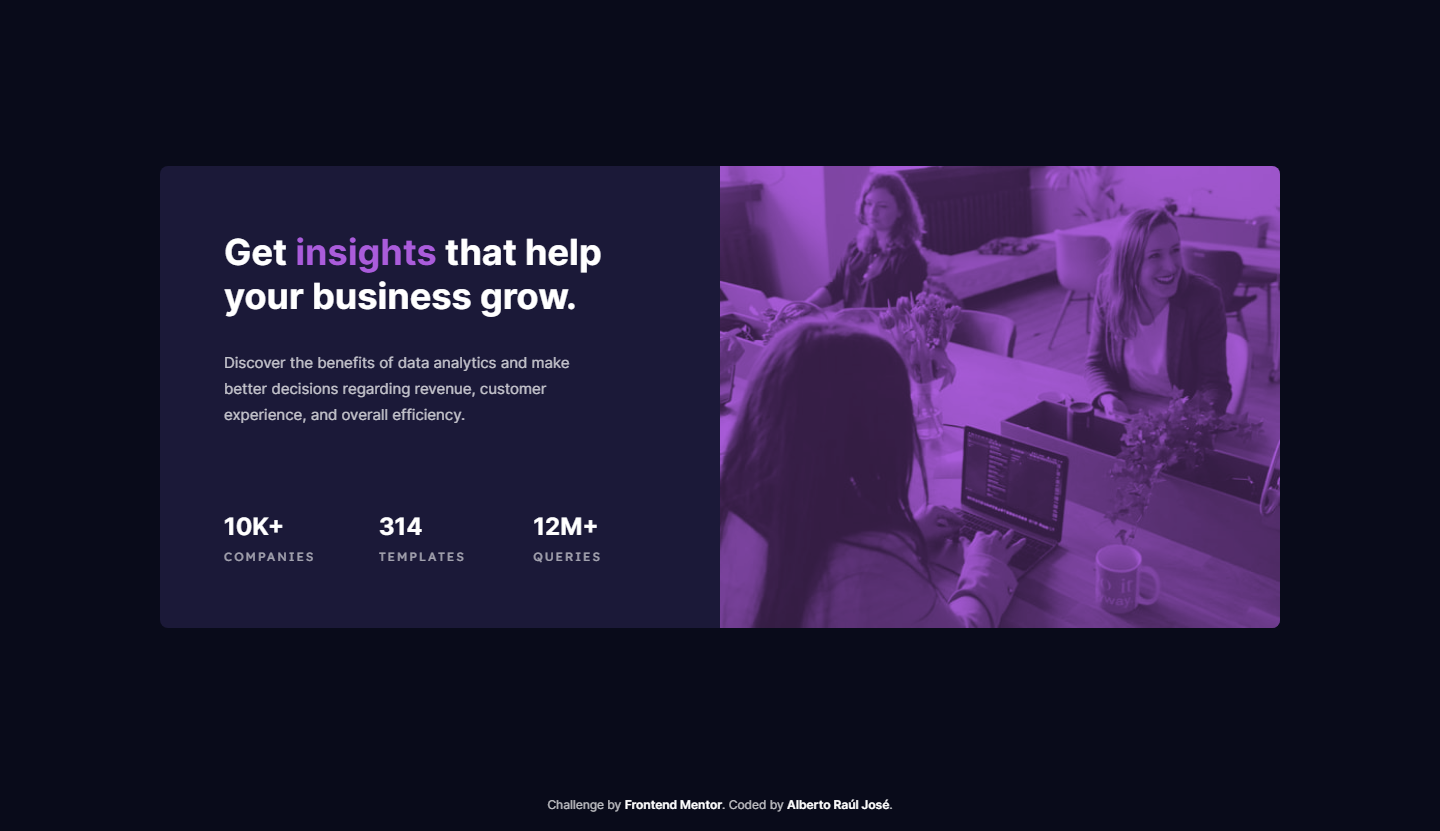 Get insights that help
your business grow.
Discover the benefits of data analytics and make
better decisions regarding revenue, customer
experience, and overall efficiency.
10K+ 314 12M+
COMPANIES TEMPLATES QUERIES
Challenge by Frontend Mentor. Coded by Alberto Raúl José.